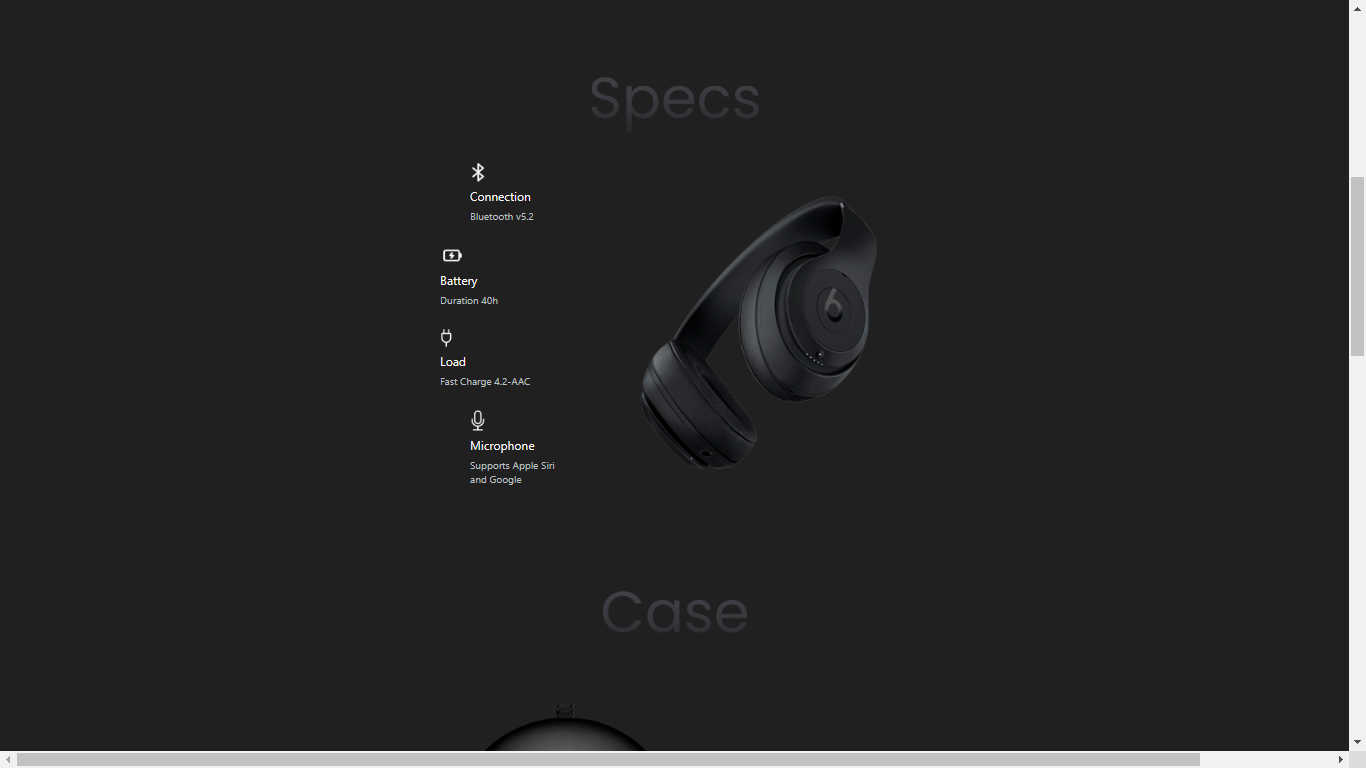 Specs
Connection
Bluetooth v5.2
Battery
Duration 40h
Load
Fast Charge 4.2-AAC
Microphone
Supports Apple Siri
and Google
Case